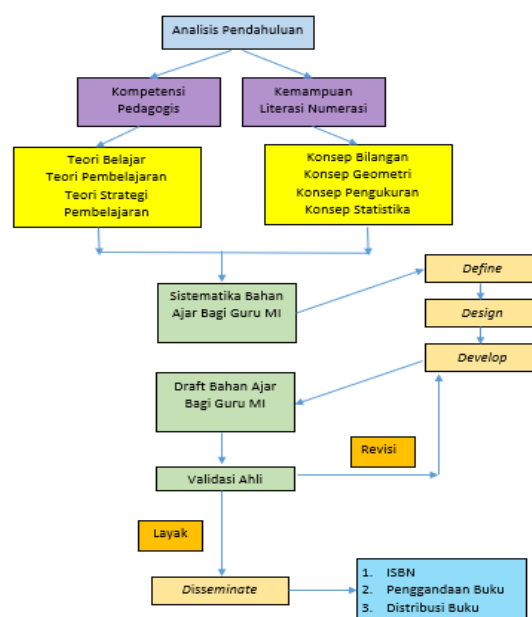 Analisis Pendahuluan
Kompetensi
Pedagogis
Kemampuan
Literasi Numerasi
Teori Belajar
Teori Pembelajaran
Teori Strategi
Pembelajaran
Konsep Bilangan
Konsep Geometri
Konsep Pengukuran
Konsep Statistika
Sistematika Bahan
Ajar Bagi Guru MI
Define
Design
Develop
Draft Bahan Ajar
Bagi Guru MI
Revisi
Validasi Ahli
Layak
Disseminate
1. ISBN
2. Penggandaan Buku
3. Distribusi Buku